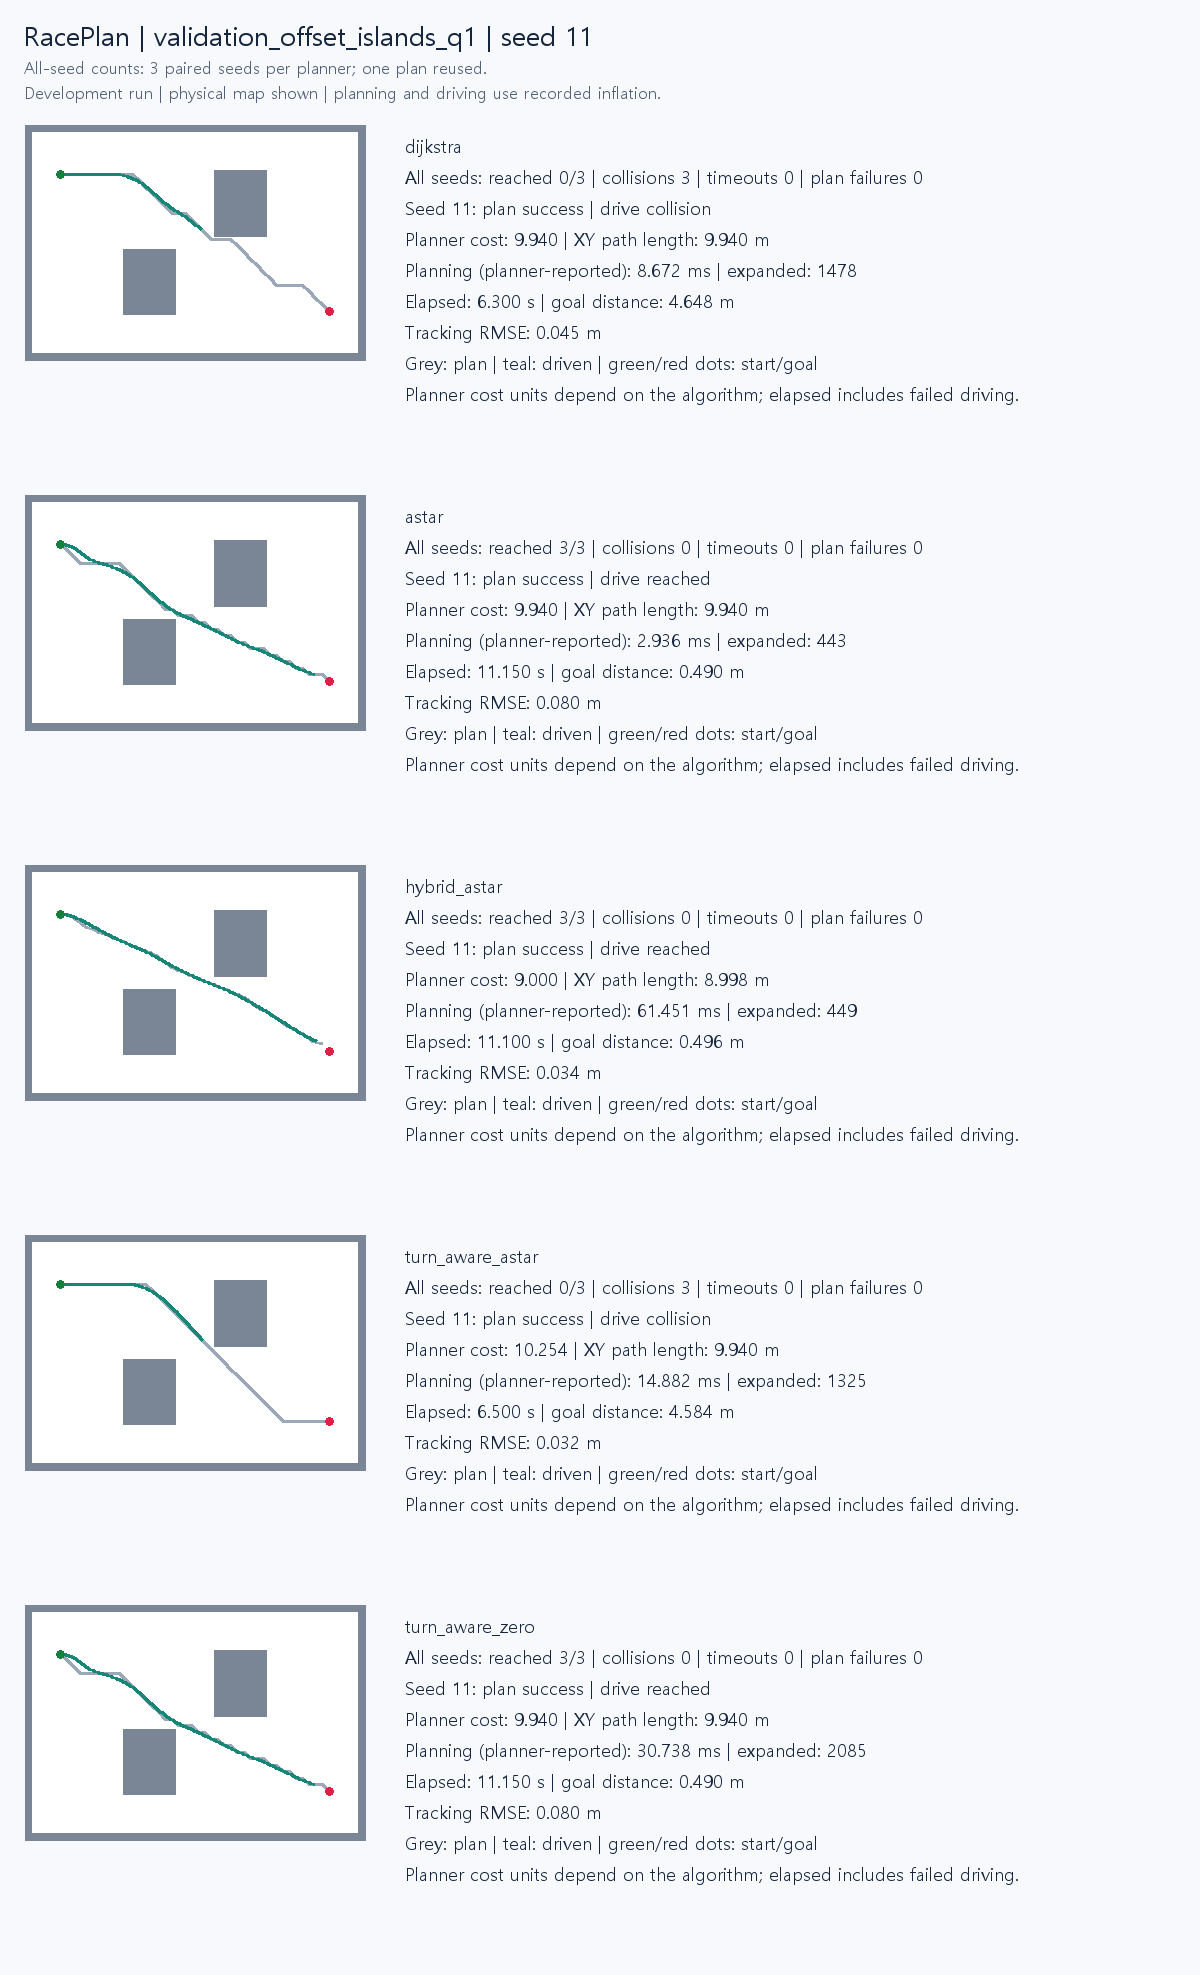 RacePlan | validation_offset_islands_q1 | seed 11
All-seed counts: 3 paired seeds per planner; one plan reused.
Development run | physical map shown | planning and driving use recorded inflation.
dijkstra
All seeds: reached 0/3 | collisions 3 | timeouts 0 | plan failures 0
Seed 11: plan success | drive collision
Planner cost: 9.940 | XY path length: 9.940 m
Planning (planner-reported): 8.672 ms | expanded: 1478
Elapsed: 6.300 s | goal distance: 4.648 m
Tracking RMSE: 0.045 m
Grey: plan | teal: driven | green/red dots: start/goal
Planner cost units depend on the algorithm; elapsed includes failed driving.
astar
All seeds: reached 3/3 | collisions 0 | timeouts 0 | plan failures 0
Seed 11: plan success | drive reached
Planner cost: 9.940 | XY path length: 9.940 m
Planning (planner-reported): 2.936 ms | expanded: 443
Elapsed: 11.150 s | goal distance: 0.490 m
Tracking RMSE: 0.080 m
Grey: plan | teal: driven | green/red dots: start/goal
Planner cost units depend on the algorithm; elapsed includes failed driving.
hybrid_astar
All seeds: reached 3/3 | collisions 0 | timeouts 0 | plan failures 0
Seed 11: plan success | drive reached
Planner cost: 9.000 | XY path length: 8.998 m
Planning (planner-reported): 61.451 ms | expanded: 449
Elapsed: 11.100 s | goal distance: 0.496 m
Tracking RMSE: 0.034 m
Grey: plan | teal: driven | green/red dots: start/goal
Planner cost units depend on the algorithm; elapsed includes failed driving.
turn_aware_astar
All seeds: reached 0/3 | collisions 3 | timeouts 0 | plan failures 0
Seed 11: plan success | drive collision
Planner cost: 10.254 | XY path length: 9.940 m
Planning (planner-reported): 14.882 ms | expanded: 1325
Elapsed: 6.500 s | goal distance: 4.584 m
Tracking RMSE: 0.032 m
Grey: plan | teal: driven | green/red dots: start/goal
Planner cost units depend on the algorithm; elapsed includes failed driving.
turn_aware_zero
All seeds: reached 3/3 | collisions 0 | timeouts 0 | plan failures 0
Seed 11: plan success | drive reached
Planner cost: 9.940 | XY path length: 9.940 m
Planning (planner-reported): 30.738 ms | expanded: 2085
Elapsed: 11.150 s | goal distance: 0.490 m
Tracking RMSE: 0.080 m
Grey: plan | teal: driven | green/red dots: start/goal
Planner cost units depend on the algorithm; elapsed includes failed driving.